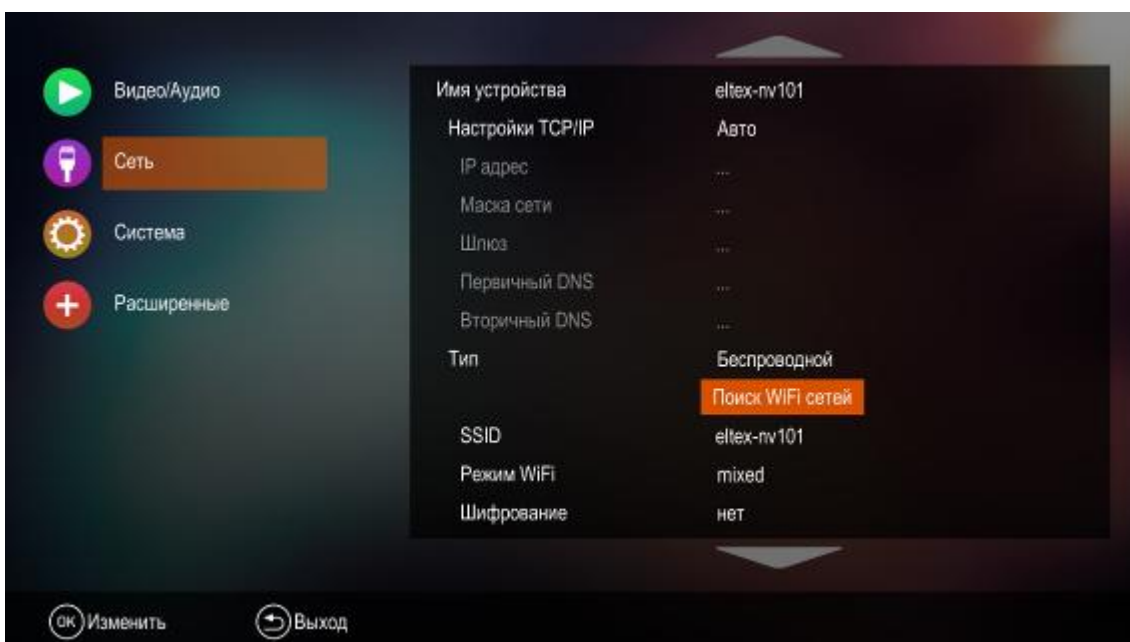 Видео/Аудио
Сеть
Система
Расширенные
Имя устройства eltex-nv101
Настройки TCP/IP Авто
IP адрес ...
Маска сети ...
Шлюз ...
Первичный DNS ...
Вторичный DNS ...
Тип Беспроводной
Поиск WiFi сетей
SSID eltex-nv101
Режим WiFi mixed
Шифрование нет
OK Изменить Выход